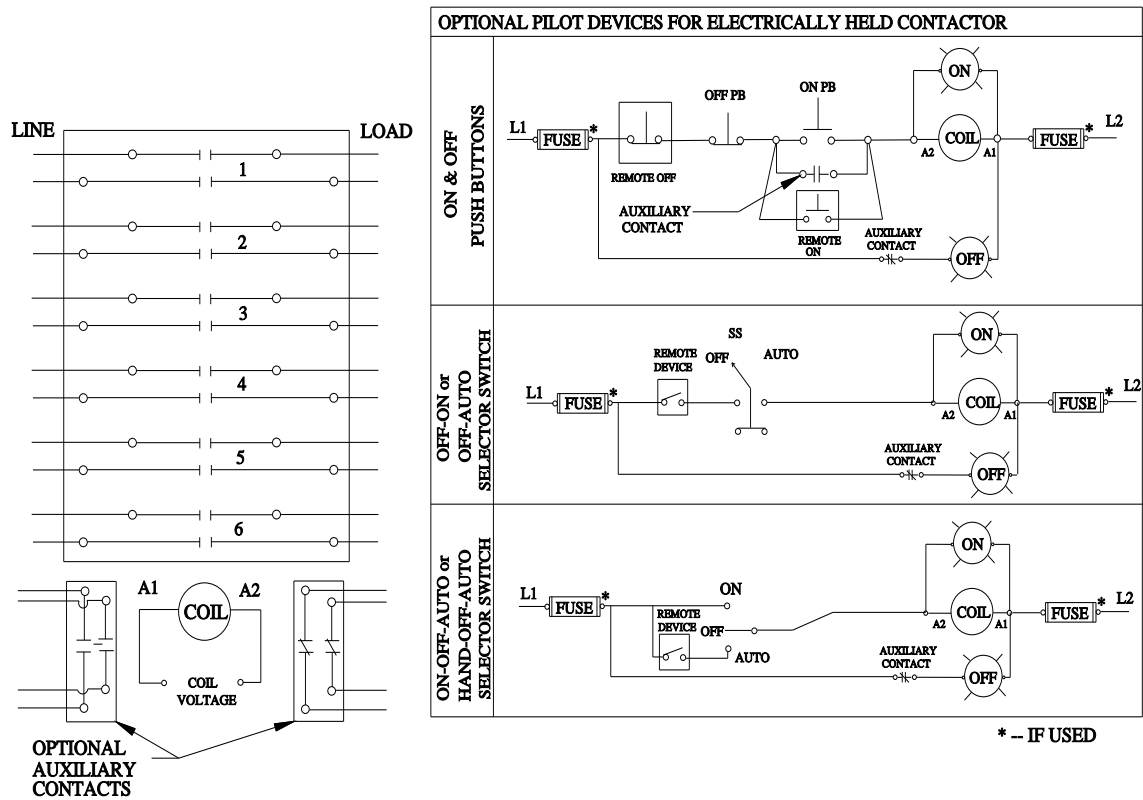 LINE
LOAD
1
2
3
4
5
6
A1
A2
COIL
COIL
VOLTAGE
OPTIONAL
AUXILIARY
CONTACTS
OPTIONAL PILOT DEVICES FOR ELECTRICALLY HELD CONTACTOR
ON & OFF
PUSH BUTTONS
L1
FUSE
*
REMOTE OFF
OFF PB
ON PB
AUXILIARY
CONTACT
REMOTE
ON
AUXILIARY
CONTACT
ON
A2
COIL
A1
OFF
FUSE
*
L2
OFF-ON or
OFF-AUTO
SELECTOR SWITCH
L1
FUSE
*
REMOTE
DEVICE
SS
OFF
AUTO
AUXILIARY
CONTACT
ON
A2
COIL
A1
OFF
FUSE
*
L2
ON-OFF-AUTO or
HAND-OFF-AUTO
SELECTOR SWITCH
L1
FUSE
*
REMOTE
DEVICE
ON
OFF
AUTO
AUXILIARY
CONTACT
ON
A2
COIL
A1
OFF
FUSE
*
L2
* -- IF USED